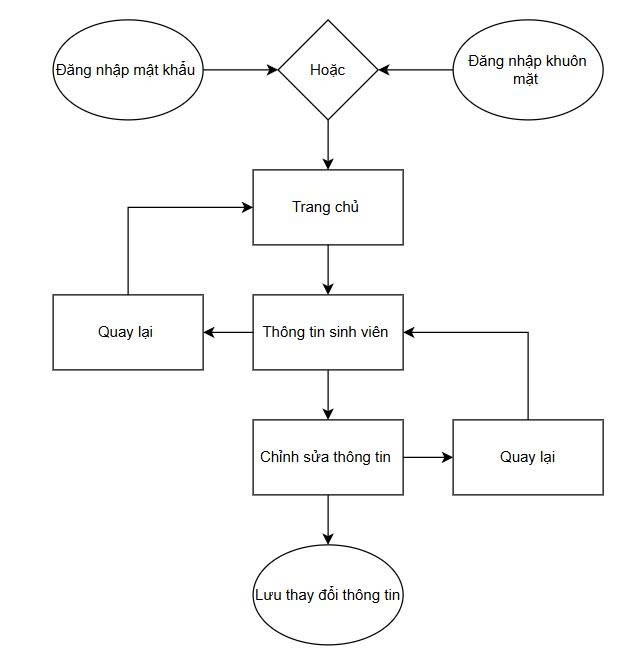 Đăng nhập mật khẩu
Hoặc
Đăng nhập khuôn
mặt
Trang chủ
Quay lại
Thông tin sinh viên
Chỉnh sửa thông tin
Quay lại
Lưu thay đổi thông tin